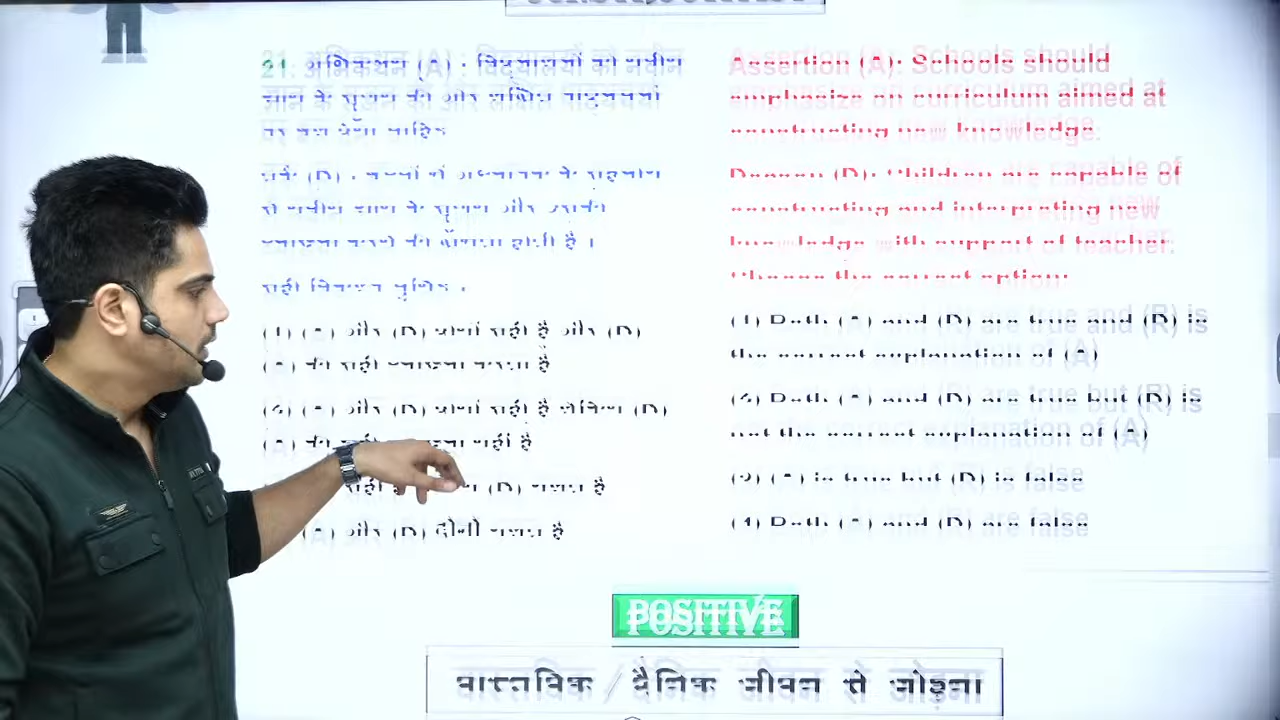 21. अभिकथन (A) : विद्यालयों को नवीन
ज्ञान के सृजन की ओर लक्षित पाठ्यचर्या
पर बल देना चाहिए
तर्क (R) : बच्चों में अध्यापक के सहयोग
से नवीन ज्ञान के सृजन और उसकी
व्याख्या करने की क्षमता होती है ।
सही विकल्प चुनिए :
(1) (A) और (R) दोनों सही है और (R)
(A) की सही व्याख्या करता है
(2) (A) और (R) दोनों सही है लेकिन (R)
(A) की नहीं है
सही (R) गलत है
(A) और (R) दोनों गलत है
Assertion (A): Schools should
emphasize on curriculum aimed at
constructing new knowledge.
Reason (R): Children are capable of
constructing and interpreting new
knowledge with support of teacher.
Choose the correct option:
(1) Both (A) and (R) are true and (R) is
the correct explanation of (A)
(2) Both (A) and (R) are true but (R) is
not the correct explanation of (A)
(3) (A) is true but (R) is false
(4) Both (A) and (R) are false
POSITIVE
वास्तविक / दैनिक जीवन से जोड़ना